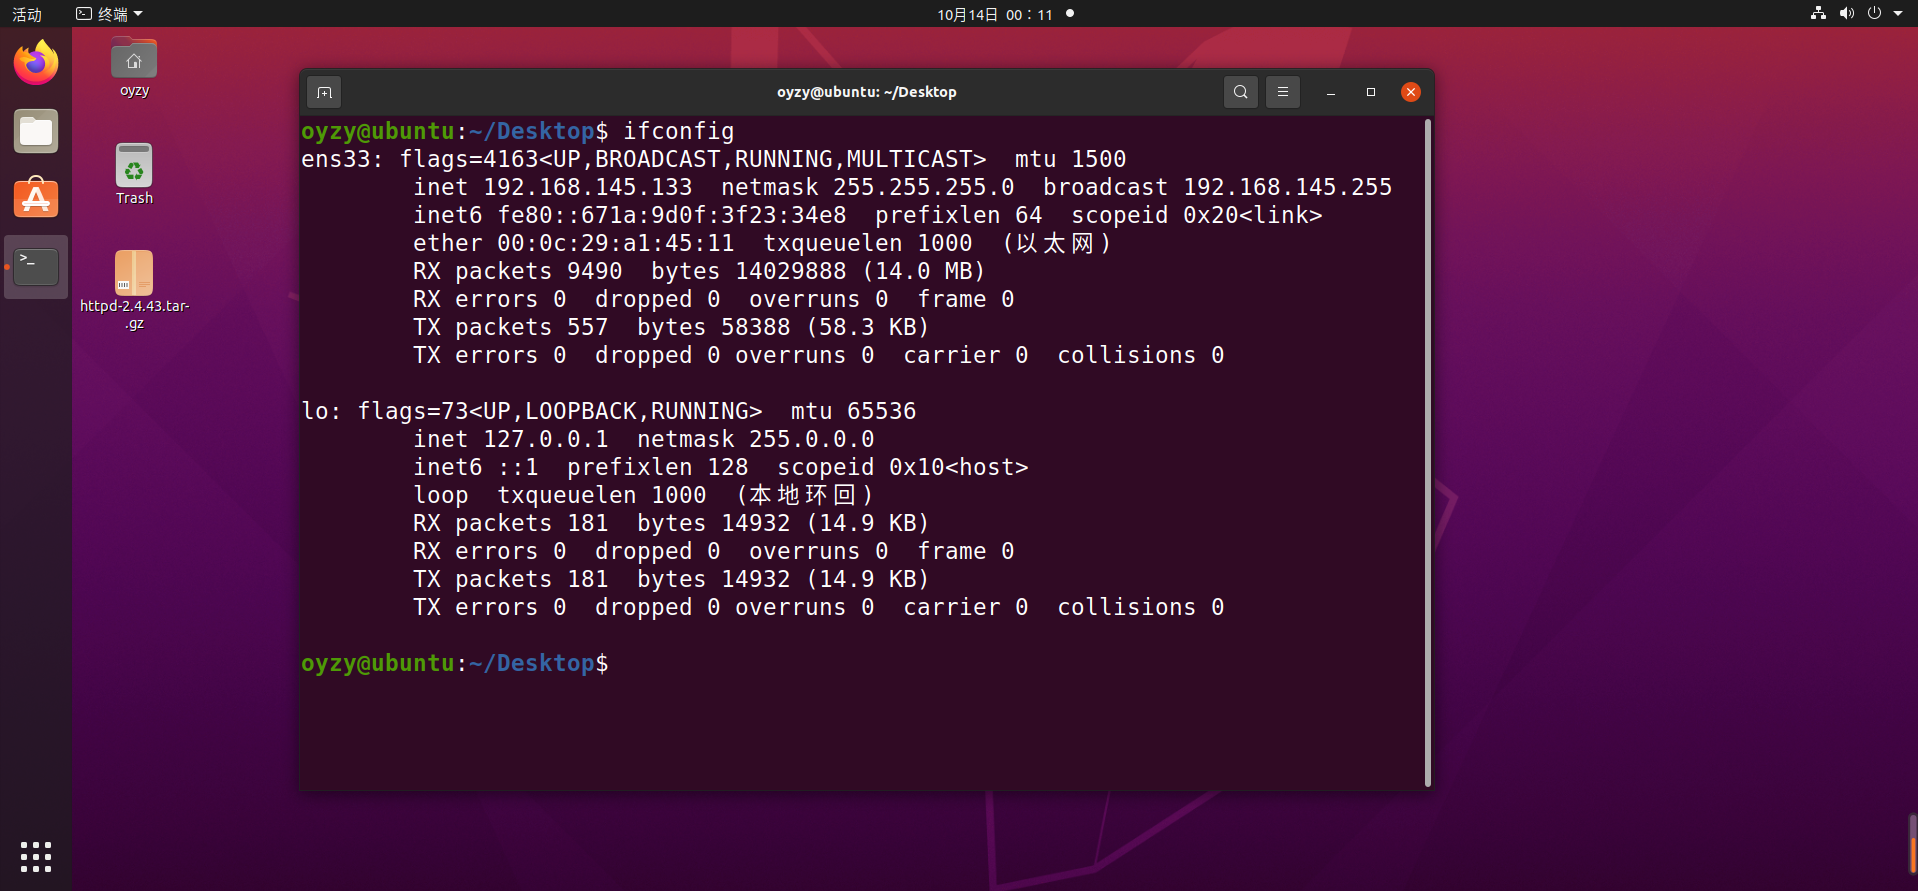 活动
终端
10月14日 00：11
oyzy
Trash
httpd-2.4.43.tar-
.gz
oyzy@ubuntu: ~/Desktop
oyzy@ubuntu:~/Desktop$ ifconfig
ens33: flags=4163<UP,BROADCAST,RUNNING,MULTICAST>  mtu 1500
        inet 192.168.145.133  netmask 255.255.255.0  broadcast 192.168.145.255
        inet6 fe80::671a:9d0f:3f23:34e8  prefixlen 64  scopeid 0x20<link>
        ether 00:0c:29:a1:45:11  txqueuelen 1000  (以太网)
        RX packets 9490  bytes 14029888 (14.0 MB)
        RX errors 0  dropped 0  overruns 0  frame 0
        TX packets 557  bytes 58388 (58.3 KB)
        TX errors 0  dropped 0 overruns 0  carrier 0  collisions 0
lo: flags=73<UP,LOOPBACK,RUNNING>  mtu 65536
        inet 127.0.0.1  netmask 255.0.0.0
        inet6 ::1  prefixlen 128  scopeid 0x10<host>
        loop  txqueuelen 1000  (本地环回)
        RX packets 181  bytes 14932 (14.9 KB)
        RX errors 0  dropped 0  overruns 0  frame 0
        TX packets 181  bytes 14932 (14.9 KB)
        TX errors 0  dropped 0 overruns 0  carrier 0  collisions 0
oyzy@ubuntu:~/Desktop$